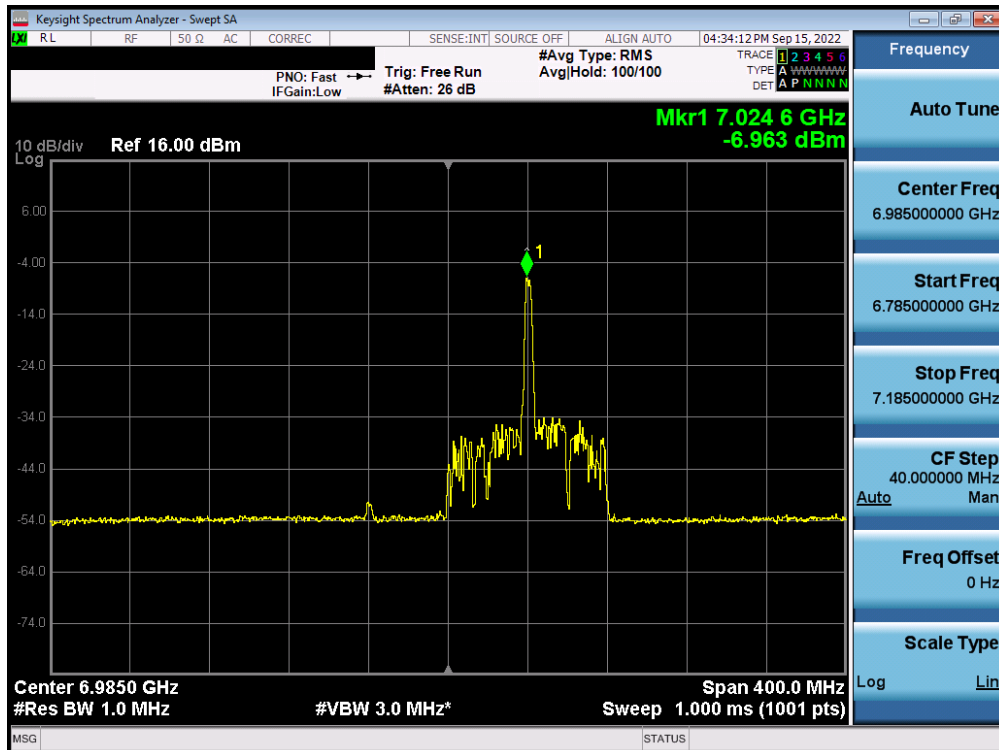 Keysight Spectrum Analyzer - Swept SA
LXI RL RF 50 Ω AC CORREC SENSE:INT SOURCE OFF ALIGN AUTO 04:34:12 PM Sep 15, 2022
PNO: Fast
IFGain:Low
Trig: Free Run
#Atten: 26 dB
#Avg Type: RMS
Avg|Hold: 100/100
TRACE 1 2 3 4 5 6
TYPE A WWWWW
DET A P N N N N
Mkr1 7.024 6 GHz
-6.963 dBm
10 dB/div Ref 16.00 dBm
Log
6.00
-4.00
-14.0
-24.0
-34.0
-44.0
-54.0
-64.0
-74.0
1
Center 6.9850 GHz
#Res BW 1.0 MHz
#VBW 3.0 MHz*
Span 400.0 MHz
Sweep 1.000 ms (1001 pts)
MSG
STATUS
Frequency
Auto Tune
Center Freq
6.985000000 GHz
Start Freq
6.785000000 GHz
Stop Freq
7.185000000 GHz
CF Step
40.000000 MHz
Auto Man
Freq Offset
0 Hz
Scale Type
Log Lin